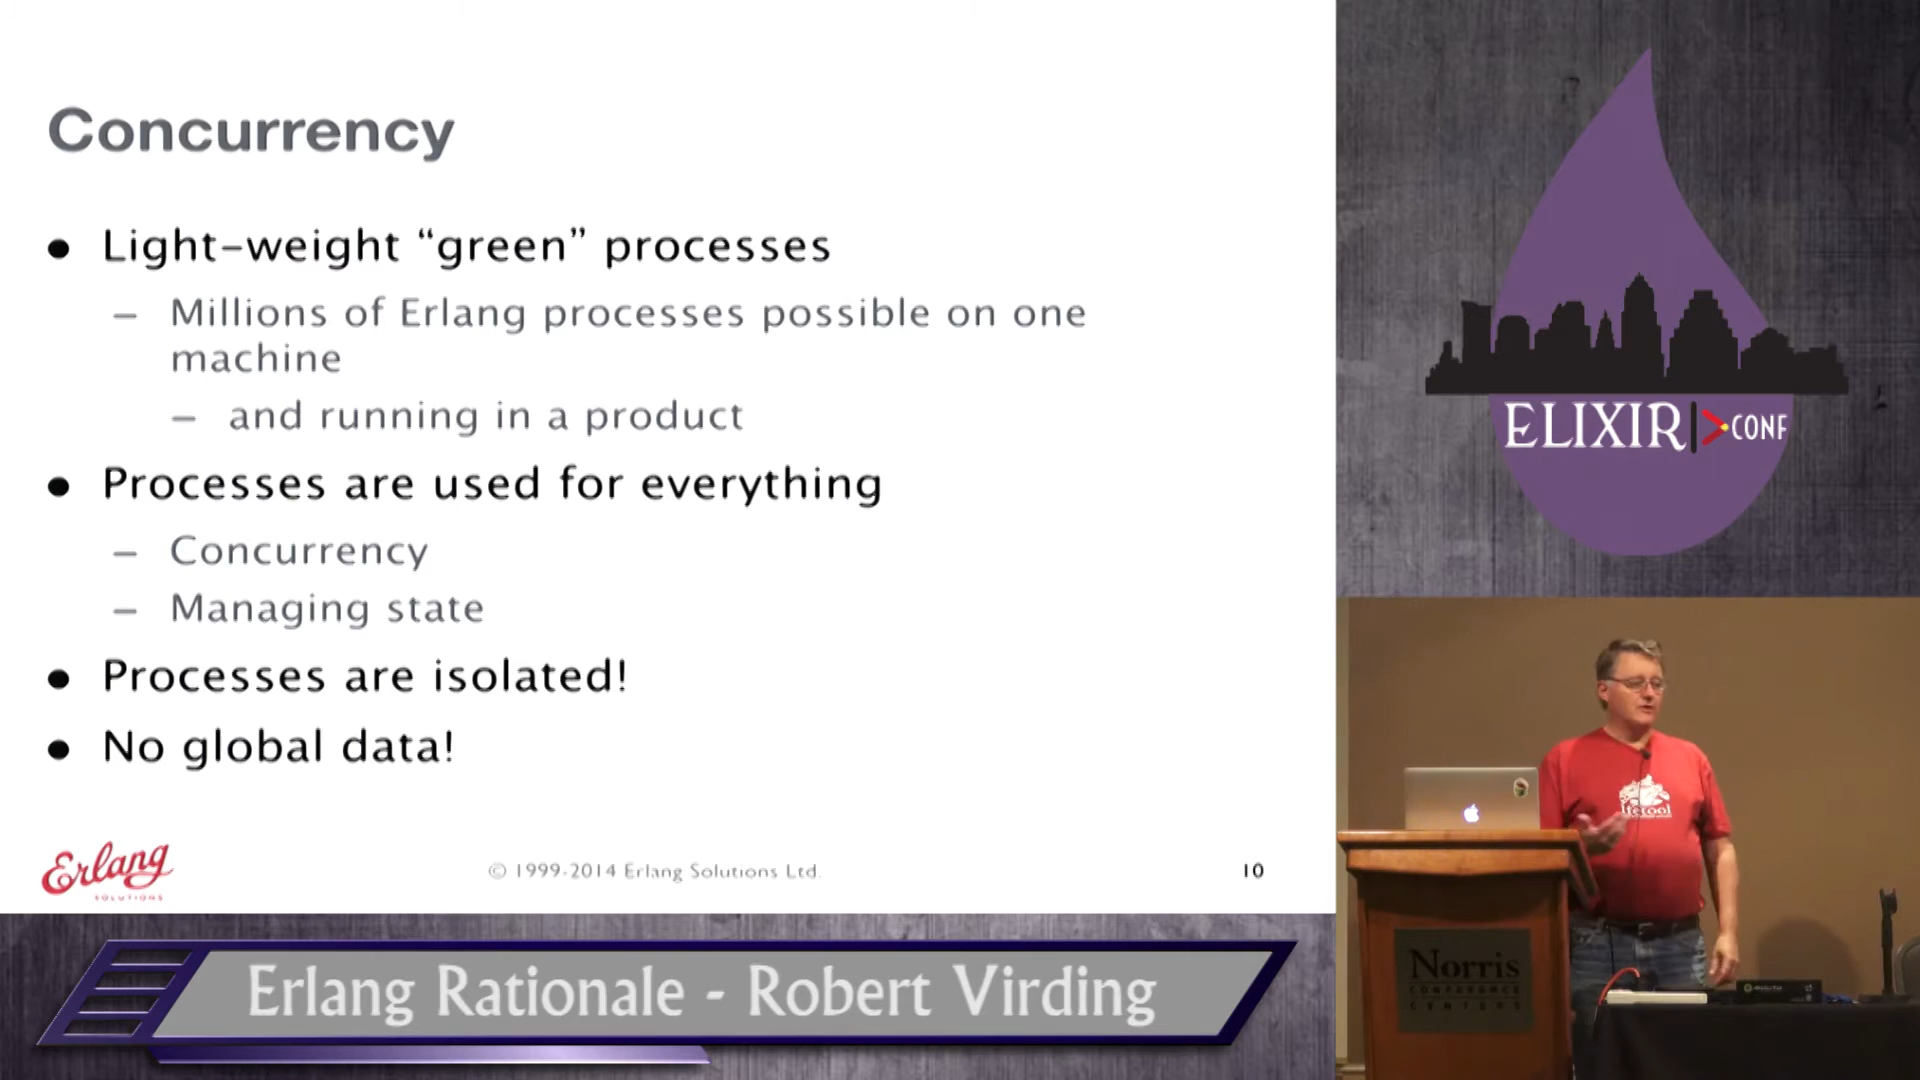 Concurrency
● Light-weight “green” processes
– Millions of Erlang processes possible on one
machine
– and running in a product
● Processes are used for everything
– Concurrency
– Managing state
● Processes are isolated!
● No global data!
Erlang
SOLUTIONS
© 1999-2014 Erlang Solutions Ltd.
10
Erlang Rationale - Robert Virding
ELIXIR CONF
Norris
CONFERENCE
CENTERS